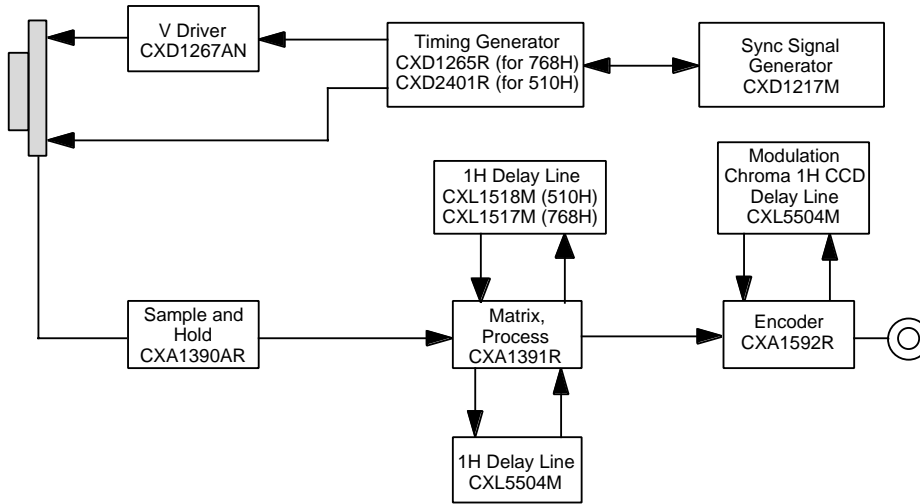 V Driver
CXD1267AN
Timing Generator
CXD1265R (for 768H)
CXD2401R (for 510H)
Sync Signal
Generator
CXD1217M
1H Delay Line
CXL1518M (510H)
CXL1517M (768H)
Modulation
Chroma 1H CCD
Delay Line
CXL5504M
Sample and
Hold
CXA1390AR
Matrix,
Process
CXA1391R
Encoder
CXA1592R
1H Delay Line
CXL5504M